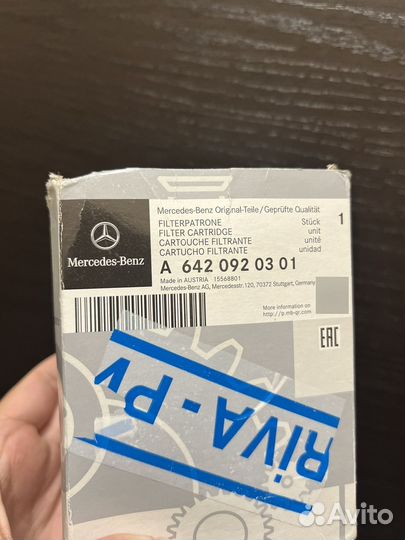 Mercedes-Benz Original-Teile/Geprüfte Qualität
FILTERPATRONE Stück 1
FILTER CARTRIDGE unit
CARTOUCHE FILTRANTE unité
CARTUCHO FILTRANTE unidad
Mercedes-Benz
A 642 092 03 01
Made in AUSTRIA 15568801
Mercedes-Benz AG, Mercedesstr.120, 70372 Stuttgart, Germany
More information on
http://p.mb-qr.com
EAC
RiVA-Pv
Avito